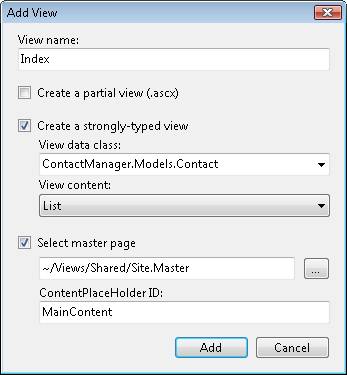 Add View
View name:
Index
Create a partial view (.ascx)
Create a strongly-typed view
View data class:
ContactManager.Models.Contact
View content:
List
Select master page
~/Views/Shared/Site.Master
...
ContentPlaceHolder ID:
MainContent
Add Cancel